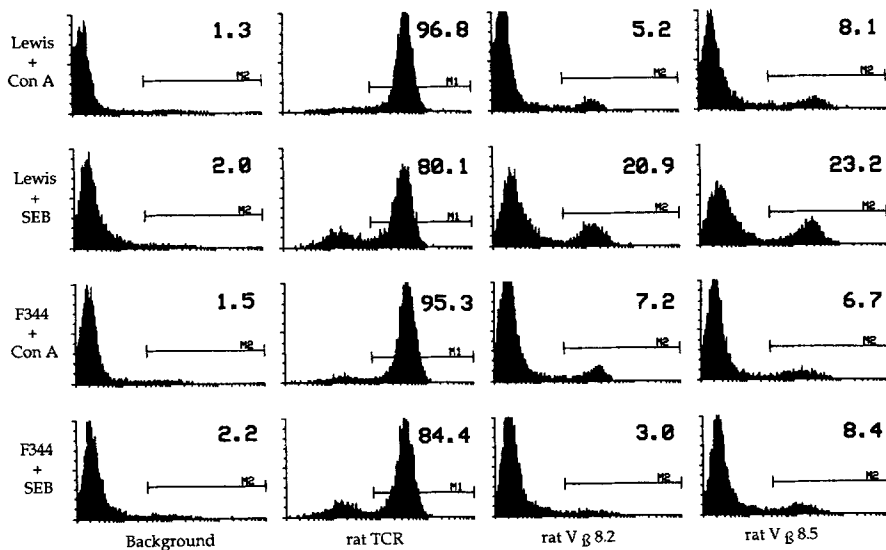 Lewis
+
Con A
1.3
M2
96.8
M1
5.2
M2
8.1
M2
Lewis
+
SEB
2.0
M2
80.1
M1
20.9
M2
23.2
M2
F344
+
Con A
1.5
M2
95.3
M1
7.2
M2
6.7
M2
F344
+
SEB
2.2
M2
84.4
M1
3.0
M2
8.4
M2
Background
rat TCR
rat V β 8.2
rat V β 8.5